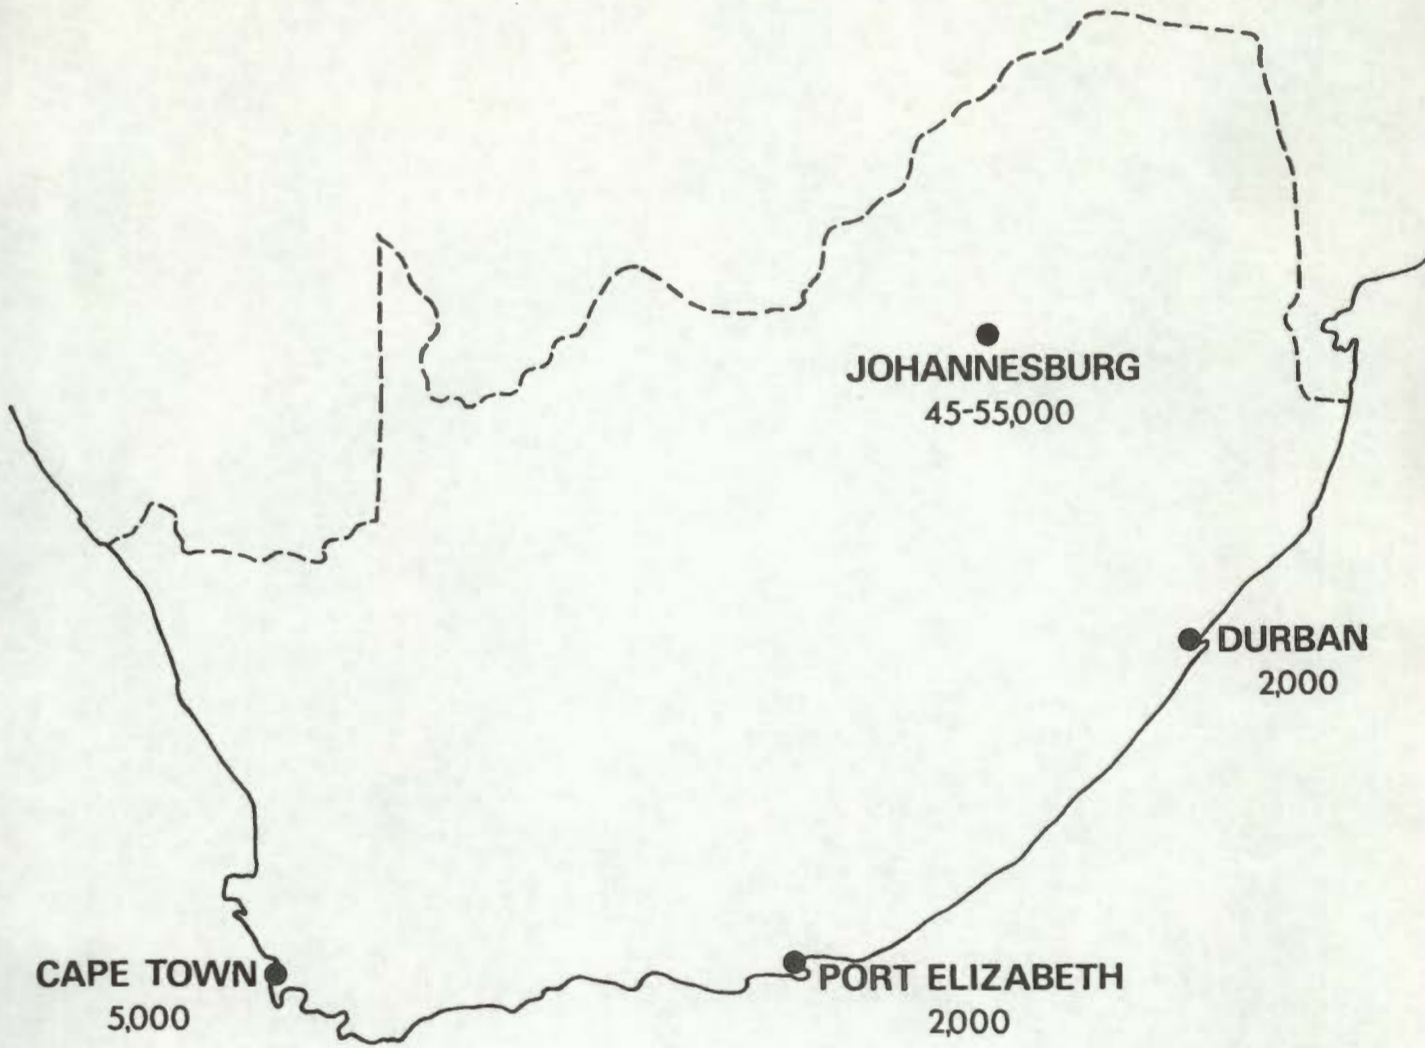 JOHANNESBURG
45-55,000
DURBAN
2,000
CAPE TOWN
5,000
PORT ELIZABETH
2,000